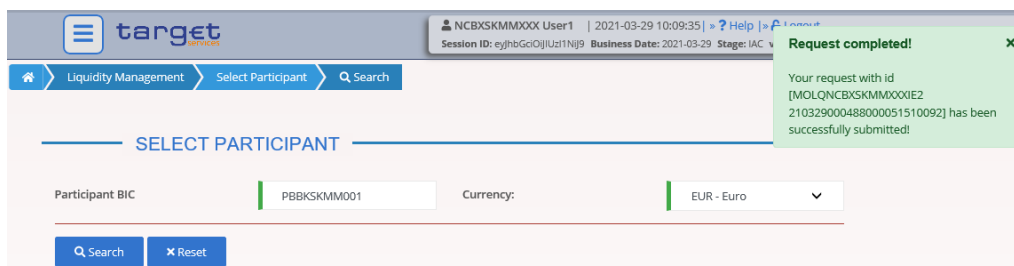 target
services
NCBXSKMMXXX User1 | 2021-03-29 10:09:35| » ? Help |» Logout
Session ID: eyJhbGciOiJIUzI1NiJ9 Business Date: 2021-03-29 Stage: IAC v
Request completed! ×
Your request with id
[MOLQNCBXSKMMXXXIE2
210329000488000051510092] has been
successfully submitted!
Liquidity Management Select Participant Search
SELECT PARTICIPANT
Participant BIC PBBKSKMM001 Currency: EUR - Euro
Search × Reset